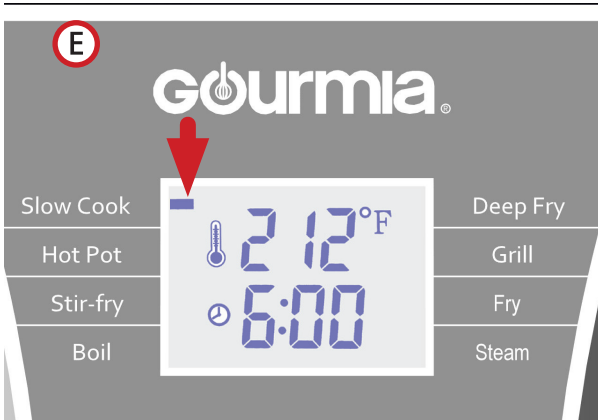 E
Gourmia®
Slow Cook
Hot Pot
Stir-fry
Boil
212°F
6:00
Deep Fry
Grill
Fry
Steam